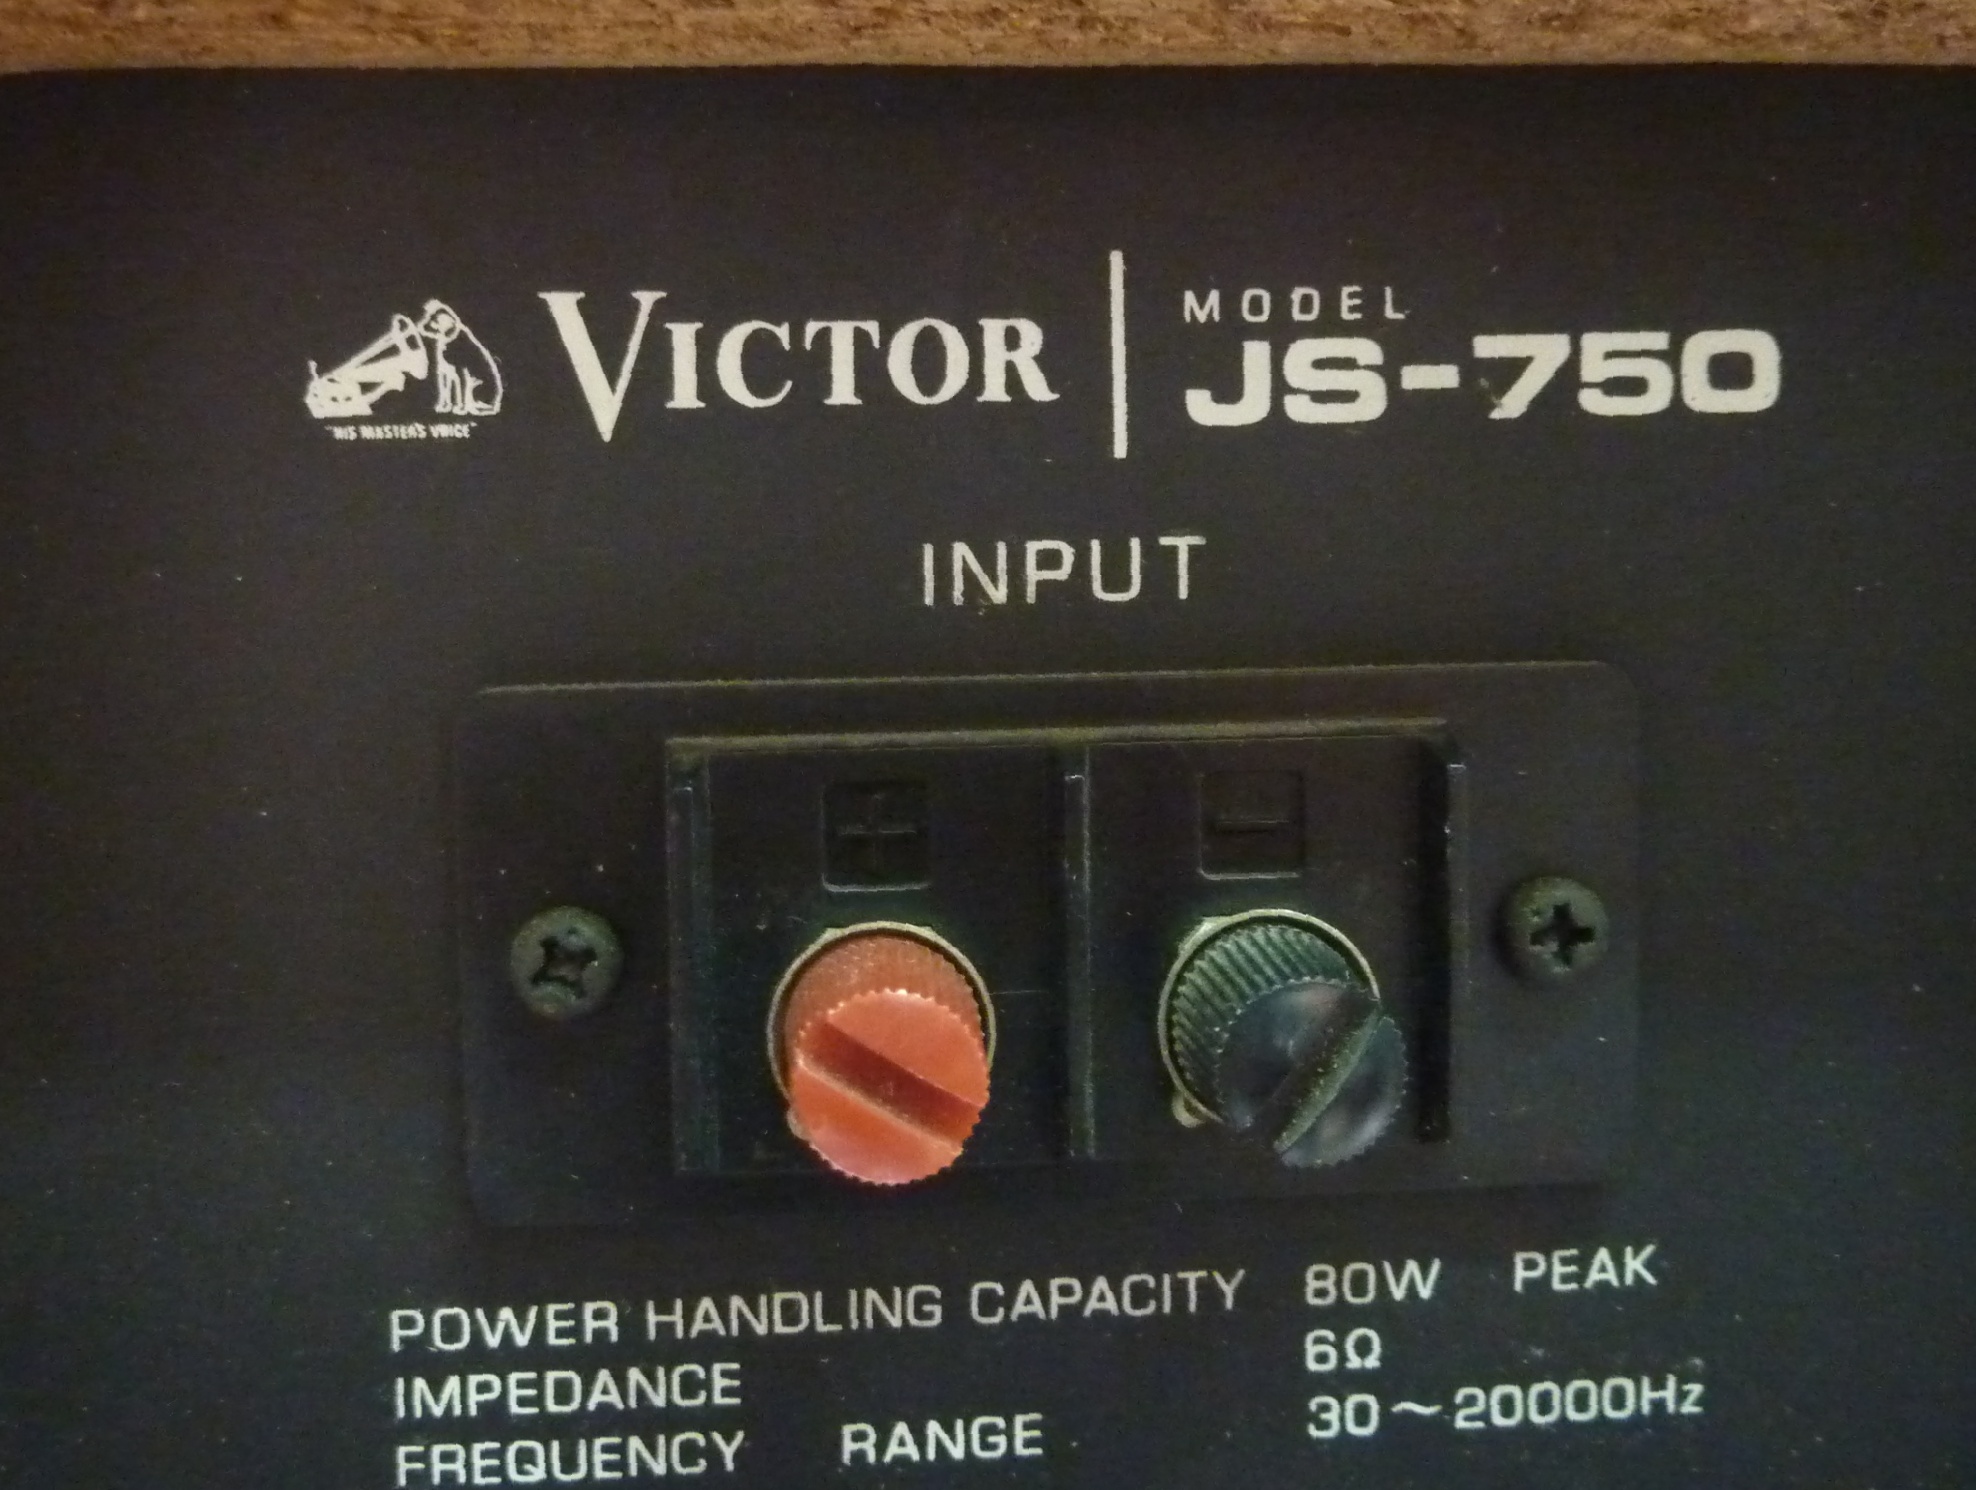 "HIS MASTER'S VOICE"
VICTOR
MODEL
JS-750
INPUT
+ −
POWER HANDLING CAPACITY 80W PEAK
IMPEDANCE 6Ω
FREQUENCY RANGE 30~20000Hz